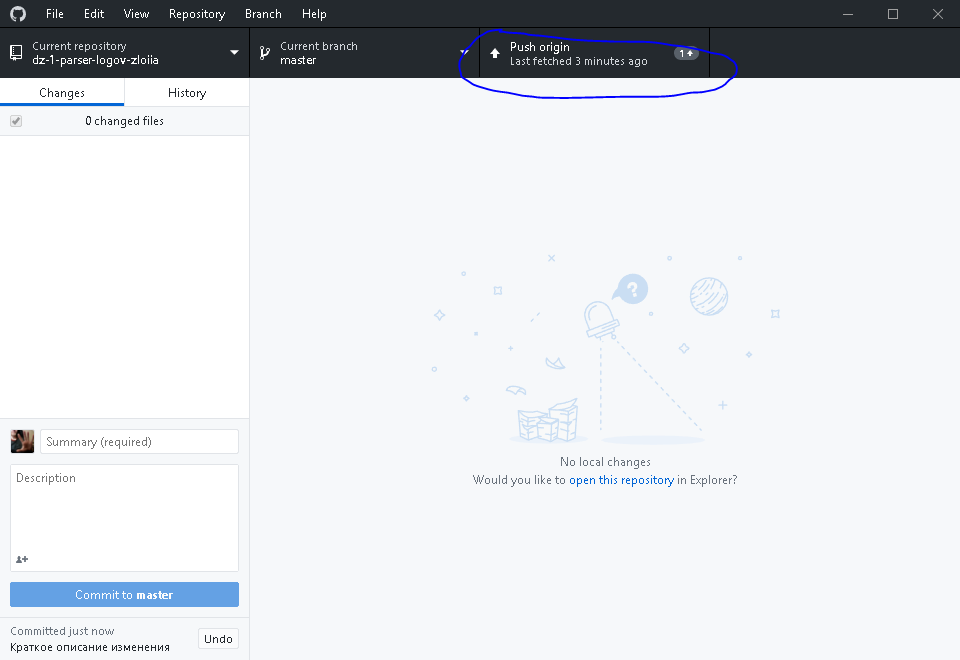 File Edit View Repository Branch Help
Current repository
dz-1-parser-logov-zloiia
Current branch
master
Push origin
Last fetched 3 minutes ago
1
Changes
History
0 changed files
?
No local changes
Would you like to open this repository in Explorer?
Summary (required)
Description
Commit to master
Committed just now
Краткое описание изменения
Undo